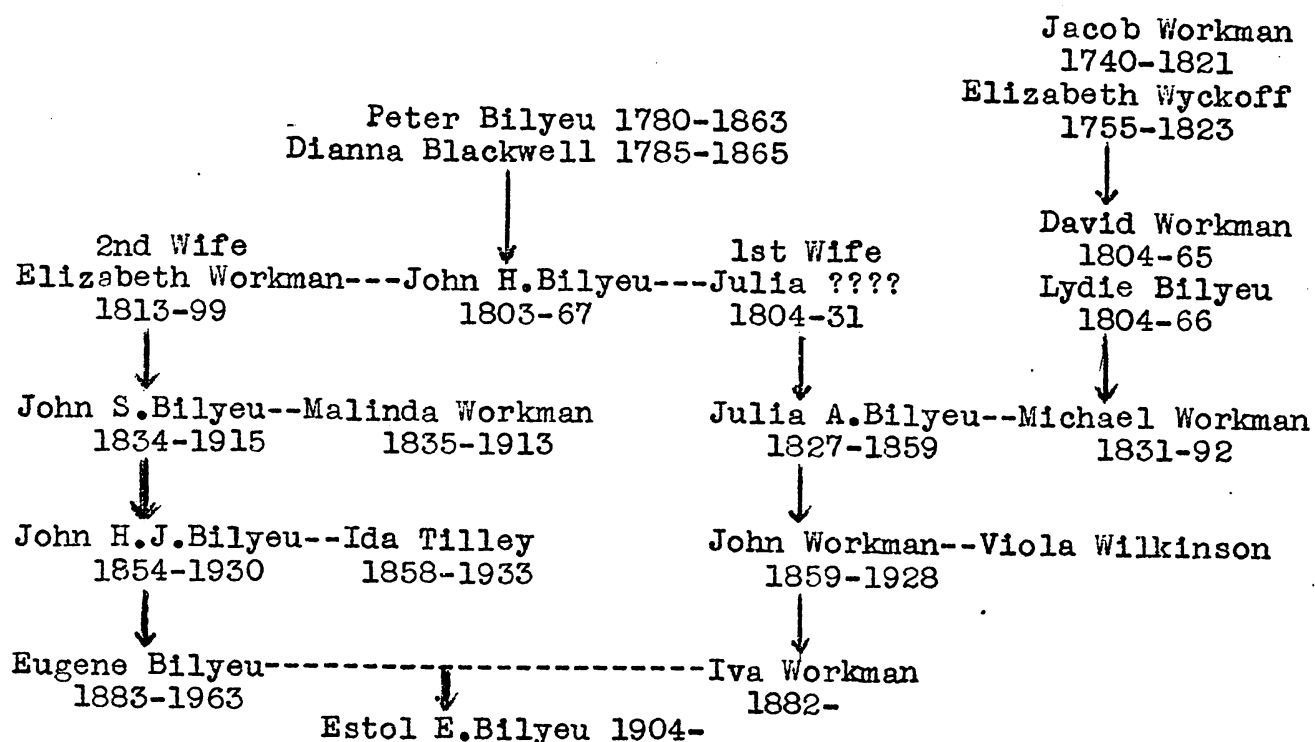 Jacob Workman
1740-1821
Elizabeth Wyckoff
1755-1823
Peter Bilyeu 1780-1863
Dianna Blackwell 1785-1865
David Workman
1804-65
Lydie Bilyeu
1804-66
2nd Wife
1st Wife
Elizabeth Workman---John H.Bilyeu---Julia ????
1813-99 1803-67 1804-31
John S.Bilyeu--Malinda Workman
1834-1915 1835-1913
Julia A.Bilyeu--Michael Workman
1827-1859 1831-92
John H.J.Bilyeu--Ida Tilley
1854-1930 1858-1933
John Workman--Viola Wilkinson
1859-1928
Eugene Bilyeu-----------------------Iva Workman
1883-1963 1882-
Estol E.Bilyeu 1904-